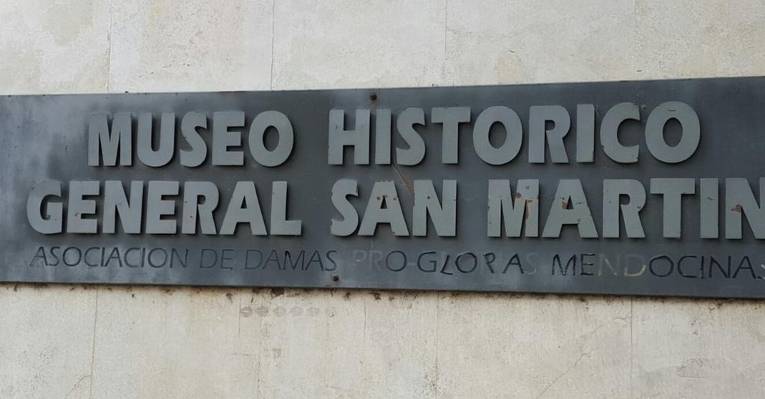 MUSEO HISTORICO
GENERAL SAN MARTIN
ASOCIACION DE DAMAS PRO GLORIAS MENDOCINAS